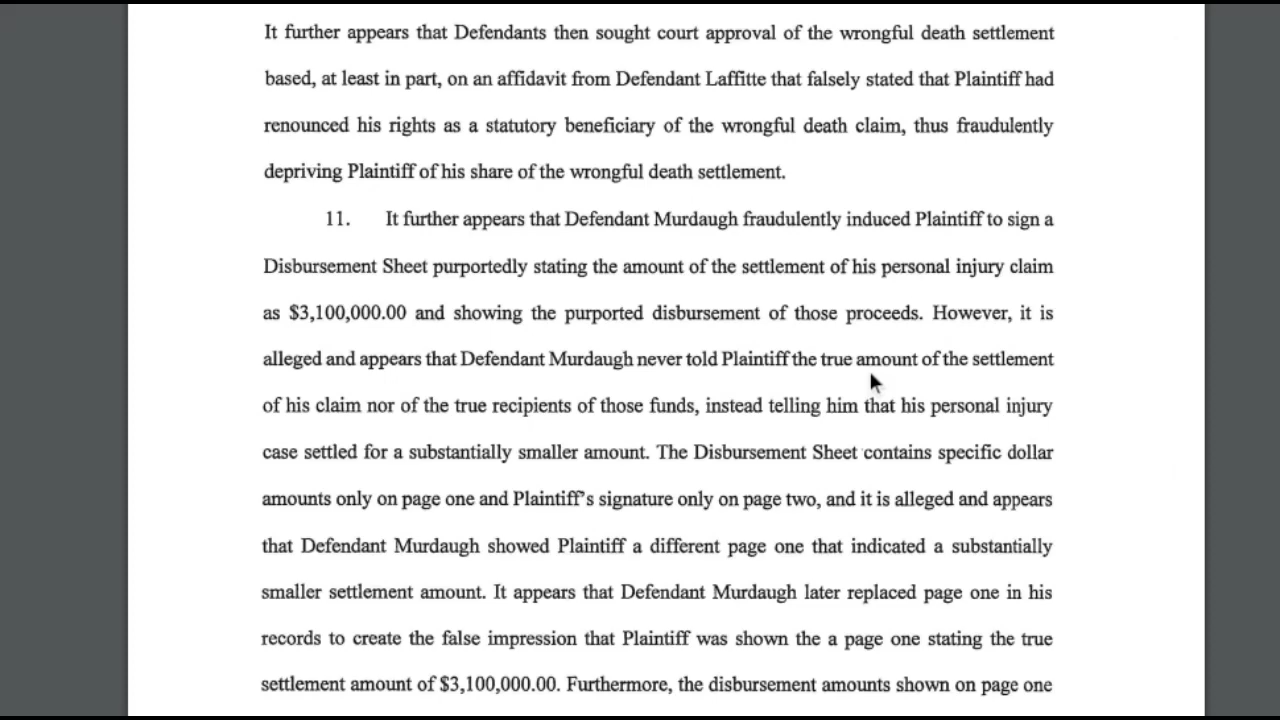 It further appears that Defendants then sought court approval of the wrongful death settlement
based, at least in part, on an affidavit from Defendant Laffitte that falsely stated that Plaintiff had
renounced his rights as a statutory beneficiary of the wrongful death claim, thus fraudulently
depriving Plaintiff of his share of the wrongful death settlement.
11. It further appears that Defendant Murdaugh fraudulently induced Plaintiff to sign a
Disbursement Sheet purportedly stating the amount of the settlement of his personal injury claim
as $3,100,000.00 and showing the purported disbursement of those proceeds. However, it is
alleged and appears that Defendant Murdaugh never told Plaintiff the true amount of the settlement
of his claim nor of the true recipients of those funds, instead telling him that his personal injury
case settled for a substantially smaller amount. The Disbursement Sheet contains specific dollar
amounts only on page one and Plaintiff's signature only on page two, and it is alleged and appears
that Defendant Murdaugh showed Plaintiff a different page one that indicated a substantially
smaller settlement amount. It appears that Defendant Murdaugh later replaced page one in his
records to create the false impression that Plaintiff was shown the a page one stating the true
settlement amount of $3,100,000.00. Furthermore, the disbursement amounts shown on page one